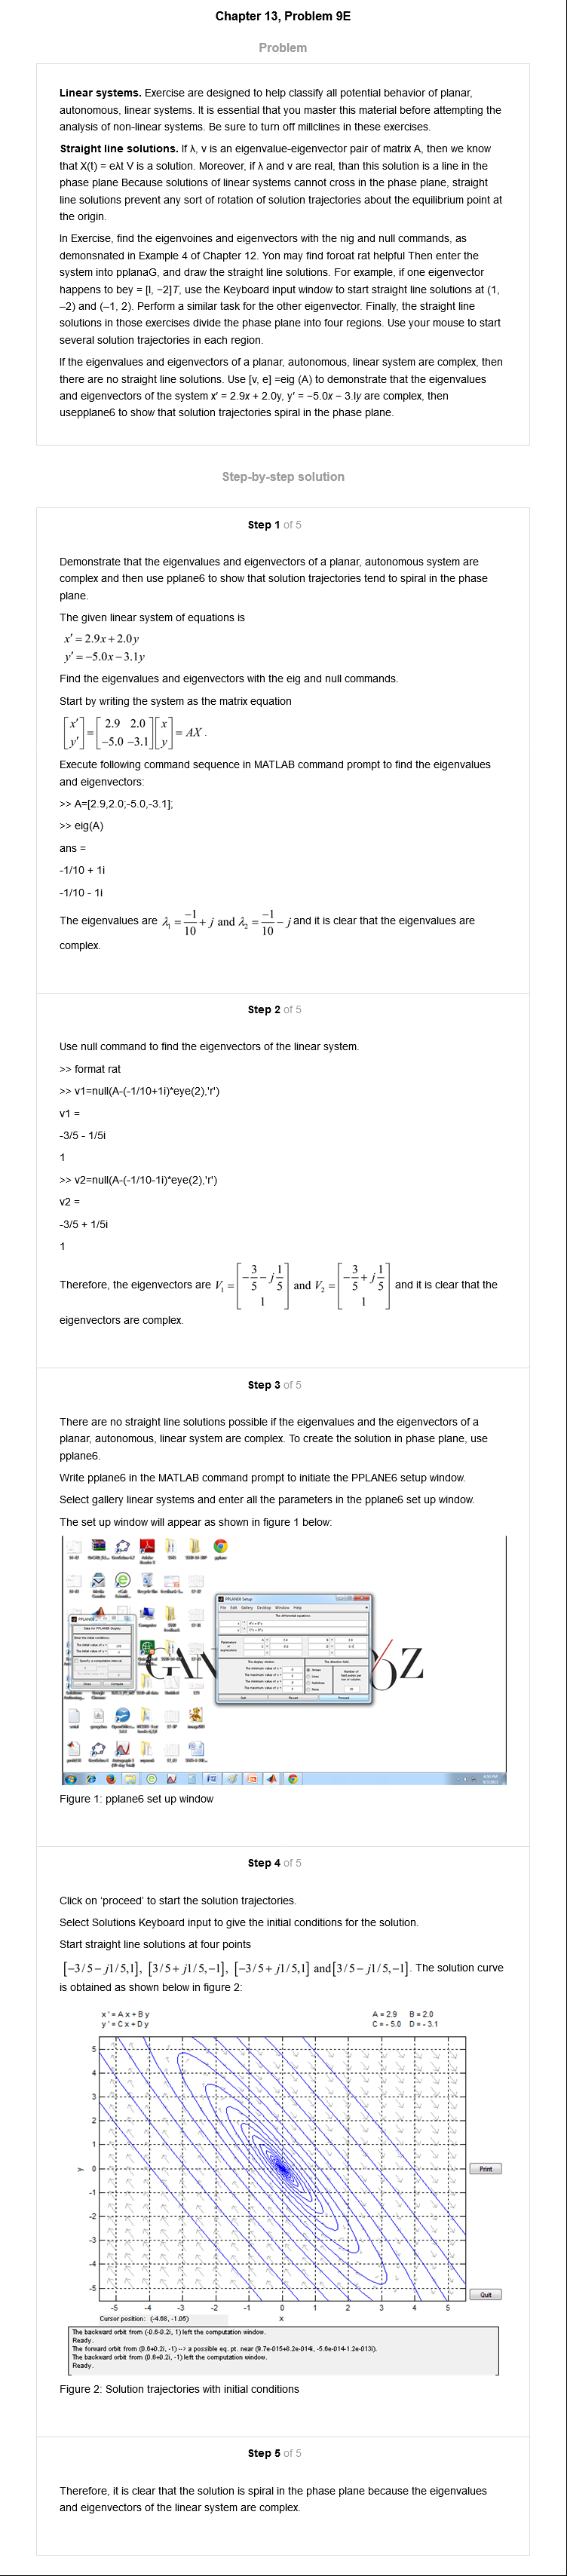 Chapter 13, Problem 9E
Problem
Linear systems. Exercise are designed to help classify all potential behavior of planar,
autonomous, linear systems. It is essential that you master this material before attempting the
analysis of non-linear systems. Be sure to turn off millclines in these exercises.
Straight line solutions. If λ, v is an eigenvalue-eigenvector pair of matrix A, then we know
that X(t) = eλt V is a solution. Moreover, if λ and v are real, than this solution is a line in the
phase plane Because solutions of linear systems cannot cross in the phase plane, straight
line solutions prevent any sort of rotation of solution trajectories about the equilibrium point at
the origin.
In Exercise, find the eigenvoines and eigenvectors with the nig and null commands, as
demonsnated in Example 4 of Chapter 12. Yon may find foroat rat helpful Then enter the
system into pplanaG, and draw the straight line solutions. For example, if one eigenvector
happens to bey = [l, −2]T, use the Keyboard input window to start straight line solutions at (1,
–2) and (–1, 2). Perform a similar task for the other eigenvector. Finally, the straight line
solutions in those exercises divide the phase plane into four regions. Use your mouse to start
several solution trajectories in each region.
If the eigenvalues and eigenvectors of a planar, autonomous, linear system are complex, then
there are no straight line solutions. Use [v, e] =eig (A) to demonstrate that the eigenvalues
and eigenvectors of the system x′ = 2.9x + 2.0y, y′ = −5.0x − 3.ly are complex, then
usepplane6 to show that solution trajectories spiral in the phase plane.
Step-by-step solution
Step 1 of 5
Demonstrate that the eigenvalues and eigenvectors of a planar, autonomous system are
complex and then use pplane6 to show that solution trajectories tend to spiral in the phase
plane.
The given linear system of equations is
x′ = 2.9x + 2.0y
y′ = −5.0x − 3.1y
Find the eigenvalues and eigenvectors with the eig and null commands.
Start by writing the system as the matrix equation
[x′ y′] = [2.9 2.0 −5.0 −3.1] [x y] = AX .
Execute following command sequence in MATLAB command prompt to find the eigenvalues
and eigenvectors:
>> A=[2.9,2.0;-5.0,-3.1];
>> eig(A)
ans =
-1/10 + 1i
-1/10 - 1i
The eigenvalues are λ₁ = −1/10 + j and λ₂ = −1/10 − j and it is clear that the eigenvalues are
complex.
Step 2 of 5
Use null command to find the eigenvectors of the linear system.
>> format rat
>> v1=null(A-(-1/10+1i)*eye(2),'r')
v1 =
-3/5 - 1/5i
1
>> v2=null(A-(-1/10-1i)*eye(2),'r')
v2 =
-3/5 + 1/5i
1
Therefore, the eigenvectors are V₁ = [−3/5 − j1/5 1] and V₂ = [−3/5 + j1/5 1] and it is clear that the
eigenvectors are complex.
Step 3 of 5
There are no straight line solutions possible if the eigenvalues and the eigenvectors of a
planar, autonomous, linear system are complex. To create the solution in phase plane, use
pplane6.
Write pplane6 in the MATLAB command prompt to initiate the PPLANE6 setup window.
Select gallery linear systems and enter all the parameters in the pplane6 set up window.
The set up window will appear as shown in figure 1 below:
PPLANE6 Setup
File Edit Gallery Desktop Window Help
The differential equations.
Figure 1: pplane6 set up window
Step 4 of 5
Click on ‘proceed’ to start the solution trajectories.
Select Solutions Keyboard input to give the initial conditions for the solution.
Start straight line solutions at four points
[−3/5 − j1/5,1], [3/5 + j1/5,−1], [−3/5 + j1/5,1] and [3/5 − j1/5,−1]. The solution curve
is obtained as shown below in figure 2:
x ' = A x + B y A = 2.9 B = 2.0
y ' = C x + D y C = - 5.0 D = - 3.1
5
4
3
2
1
y 0 Print
-1
-2
-3
-4
-5 Quit
-5 -4 -3 -2 -1 0 1 2 3 4 5
Cursor position: (-4.68, -1.05) x
The backward orbit from (-0.6-0.2i, 1) left the computation window.
Ready.
The forward orbit from (0.6+0.2i, -1) --> a possible eq. pt. near (9.7e-015+8.2e-014i, -5.6e-014-1.2e-013i).
The backward orbit from (0.6+0.2i, -1) left the computation window.
Ready.
Figure 2: Solution trajectories with initial conditions
Step 5 of 5
Therefore, it is clear that the solution is spiral in the phase plane because the eigenvalues
and eigenvectors of the linear system are complex.